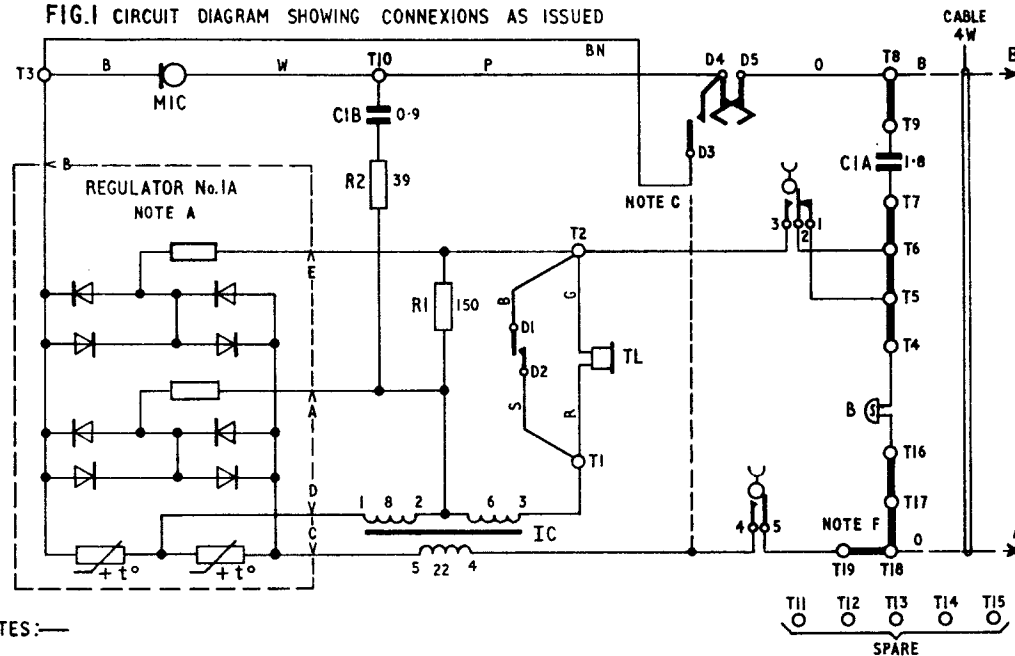 FIG.1 CIRCUIT DIAGRAM SHOWING CONNEXIONS AS ISSUED
CABLE
4W
BN
T3
B
W
T10
P
D4
D5
O
T8
B
B
MIC
C1B
0·9
T9
D3
C1A
1·8
B
REGULATOR No.1A
NOTE A
R2
39
NOTE C
T7
3
2
1
T2
T6
E
R1
150
B
G
T5
D1
TL
T4
D2
A
S
R
B
S
T1
T16
D
1
8
2
6
3
T17
4
5
NOTE F
IC
C
O
A
+t°
+t°
5
22
4
T19
T18
T11
T12
T13
T14
T15
SPARE
TES:—